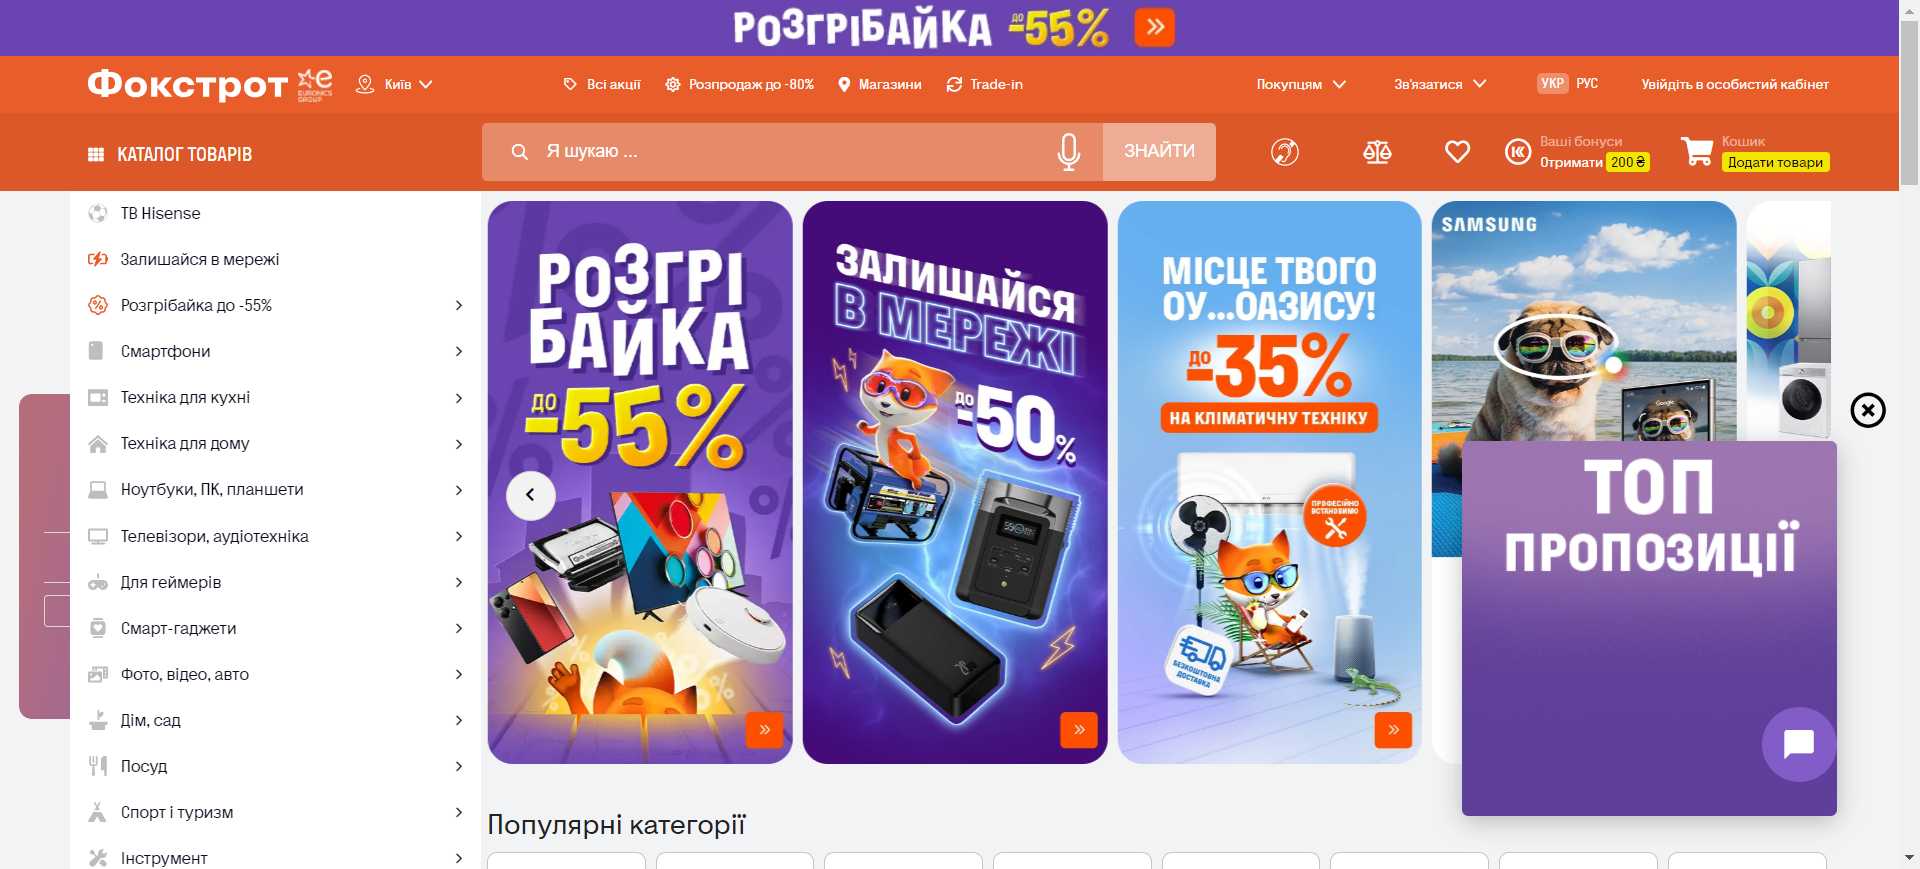 РОЗГРІБАЙКА ДО -55%
Фокстрот
EURONICS GROUP
Київ
Всі акції
Розпродаж до -80%
Магазини
Trade-in
Покупцям
Зв'язатися
УКР РУС
Увійдіть в особистий кабінет
КАТАЛОГ ТОВАРІВ
Я шукаю ...
ЗНАЙТИ
Ваші бонуси
Отримати 200 ₴
Кошик
Додати товари
ТВ Hisense
Залишайся в мережі
Розгрібайка до -55%
Смартфони
Техніка для кухні
Техніка для дому
Ноутбуки, ПК, планшети
Телевізори, аудіотехніка
Для геймерів
Смарт-гаджети
Фото, відео, авто
Дім, сад
Посуд
Спорт і туризм
Інструмент
РОЗГРІ
БАЙКА
ДО
-55%
ЗАЛИШАЙСЯ
В МЕРЕЖІ
ДО
-50%
МІСЦЕ ТВОГО
ОУ...ОАЗИСУ!
ДО
-35%
НА КЛІМАТИЧНУ ТЕХНІКУ
ПРОФЕСІЙНО
ВСТАНОВИМО
БЕЗКОШТОВНА
ДОСТАВКА
SAMSUNG
Google
ТОП
ПРОПОЗИЦІЇ
Популярні категорії